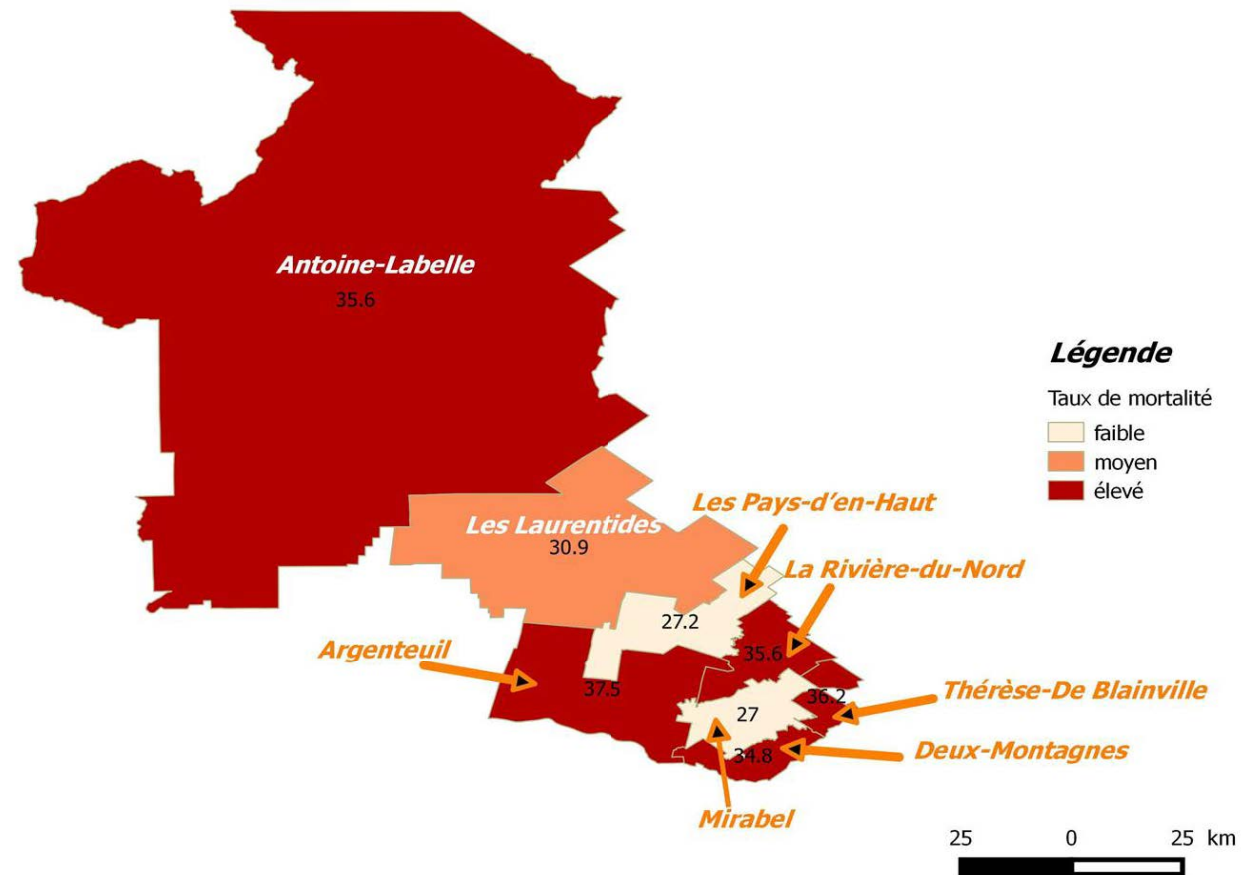 Antoine-Labelle
35.6
Légende
Taux de mortalité
faible
moyen
élevé
Les Pays-d'en-Haut
Les Laurentides
30.9
La Rivière-du-Nord
27.2
Argenteuil
35.6
37.5
Thérèse-De Blainville
36.2
27
Deux-Montagnes
34.8
Mirabel
25 0 25 km